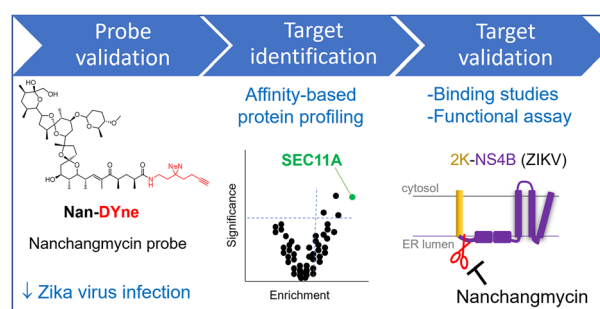 Probe
validation
Target
identification
Target
validation
HO
OH
O
O
O
O
O
O
HO
O
O
O
O
N
H
N=N
Nan-DYne
Nanchangmycin probe
↓ Zika virus infection
Affinity-based
protein profiling
SEC11A
Significance
Enrichment
-Binding studies
-Functional assay
2K-NS4B (ZIKV)
cytosol
ER lumen
Nanchangmycin